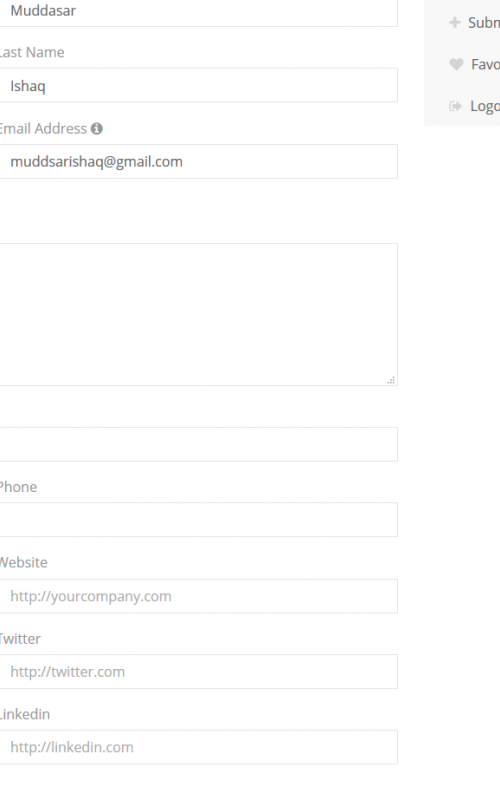 Muddasar
Last Name
Ishaq
Email Address
muddsarishaq@gmail.com
Phone
Website
http://yourcompany.com
Twitter
http://twitter.com
Linkedin
http://linkedin.com
Subm
Favo
Logo